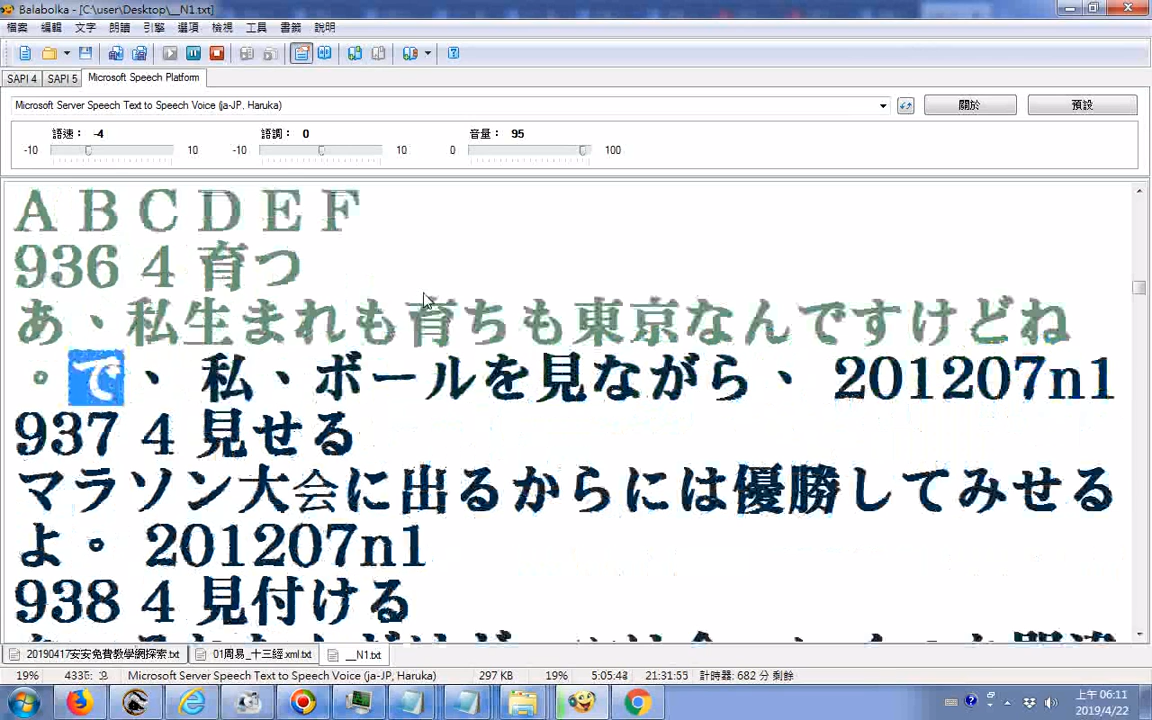 Balabolka - [C:\user\Desktop\__N1.txt]
檔案 編輯 文字 朗讀 引擎 選項 檢視 工具 書籤 說明
SAPI 4 SAPI 5 Microsoft Speech Platform
Microsoft Server Speech Text to Speech Voice (ja-JP, Haruka) 關於 預設
語速： -4 語調： 0 音量： 95
-10 10 -10 10 0 100
A B C D E F
936 4 育つ
あ、私生まれも育ちも東京なんですけどね
。で、 私、ボールを見ながら、 201207n1
937 4 見せる
マラソン大会に出るからには優勝してみせる
よ。 201207n1
938 4 見付ける
20190417安安免費教學網探索.txt 01周易_十三經.xml.txt __N1.txt
19% Microsoft Server Speech Text to Speech Voice (ja-JP, Haruka) 297 KB 19% 5:05:48 21:31:55 計時器: 682 分 剩餘
上午 06:11
2019/4/22